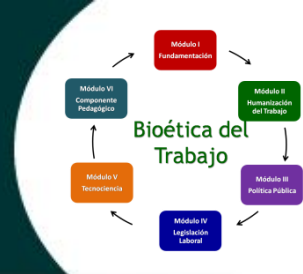 Módulo I
Fundamentación
Módulo II
Humanización
del Trabajo
Módulo III
Política Pública
Módulo IV
Legislación
Laboral
Módulo V
Tecnociencia
Módulo VI
Componente
Pedagógico
Bioética del
Trabajo